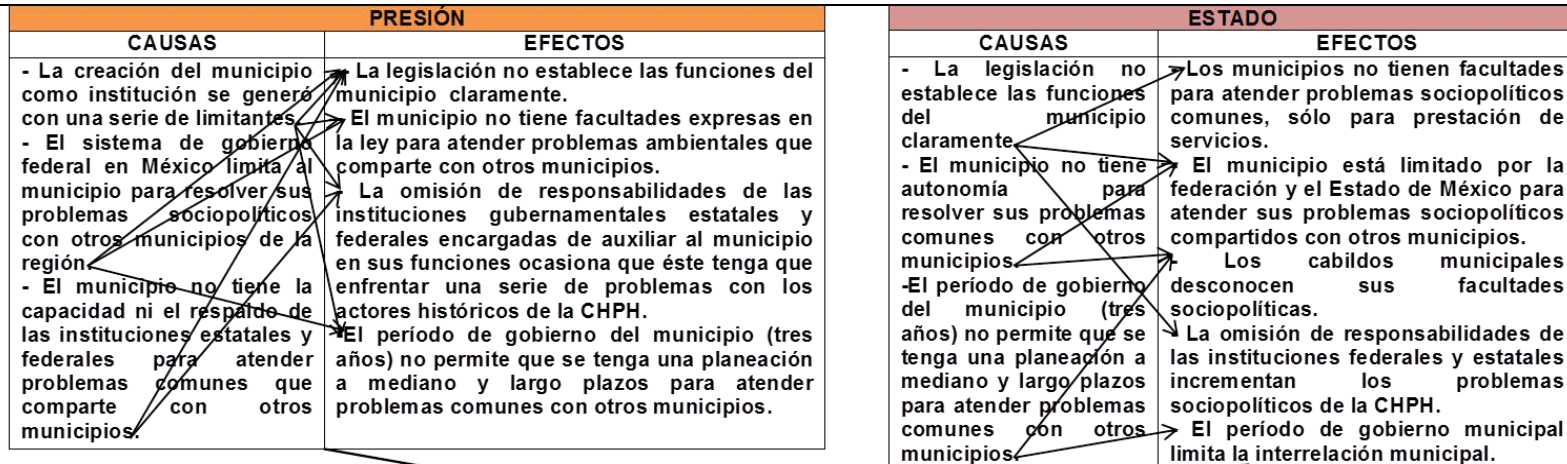 PRESIÓN
CAUSAS
EFECTOS
- La creación del municipio
como institución se generó
con una serie de limitantes.
- El sistema de gobierno
federal en México limita al
municipio para resolver sus
problemas sociopolíticos
con otros municipios de la
región.
- El municipio no tiene la
capacidad ni el respaldo de
las instituciones estatales y
federales para atender
problemas comunes que
comparte con otros
municipios.
- La legislación no establece las funciones del
municipio claramente.
- El municipio no tiene facultades expresas en
la ley para atender problemas ambientales que
comparte con otros municipios.
- La omisión de responsabilidades de las
instituciones gubernamentales estatales y
federales encargadas de auxiliar al municipio
en sus funciones ocasiona que éste tenga que
enfrentar una serie de problemas con los
actores históricos de la CHPH.
-El período de gobierno del municipio (tres
años) no permite que se tenga una planeación
a mediano y largo plazos para atender
problemas comunes con otros municipios.
ESTADO
CAUSAS
EFECTOS
- La legislación no
establece las funciones
del municipio
claramente.
- El municipio no tiene
autonomía para
resolver sus problemas
comunes con otros
municipios.
-El período de gobierno
del municipio (tres
años) no permite que se
tenga una planeación a
mediano y largo plazos
para atender problemas
comunes con otros
municipios.
-Los municipios no tienen facultades
para atender problemas sociopolíticos
comunes, sólo para prestación de
servicios.
- El municipio está limitado por la
federación y el Estado de México para
atender sus problemas sociopolíticos
compartidos con otros municipios.
- Los cabildos municipales
desconocen sus facultades
sociopolíticas.
- La omisión de responsabilidades de
las instituciones federales y estatales
incrementan los problemas
sociopolíticos de la CHPH.
- El período de gobierno municipal
limita la interrelación municipal.